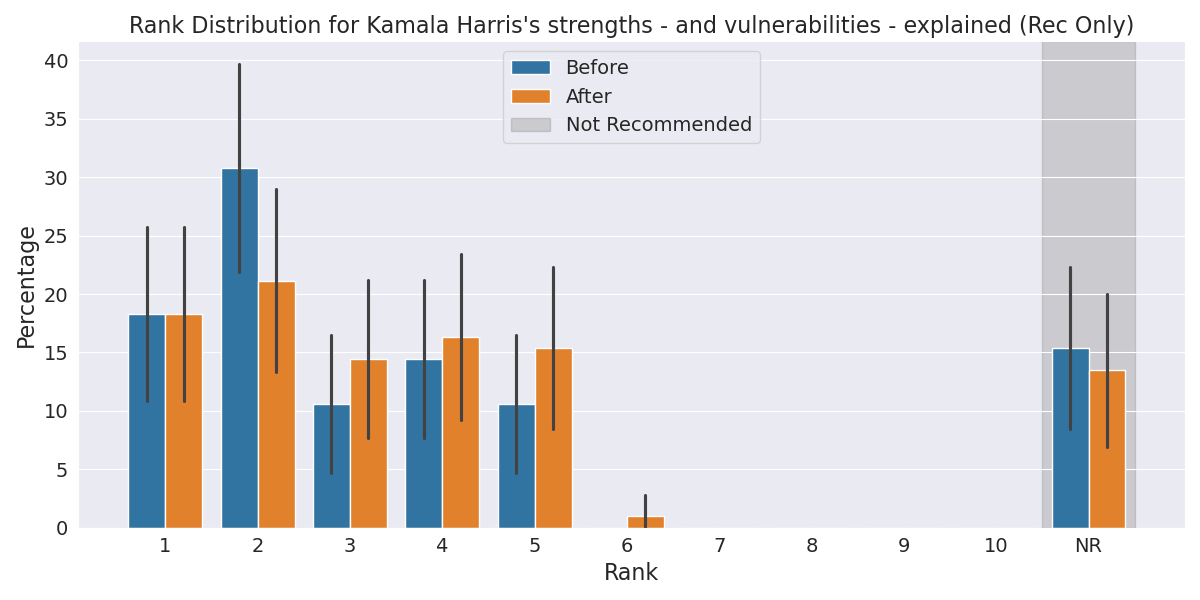 Rank Distribution for Kamala Harris's strengths - and vulnerabilities - explained (Rec Only)
Before
After
Not Recommended
Percentage
40
35
30
25
20
15
10
5
0
1 2 3 4 5 6 7 8 9 10 NR
Rank